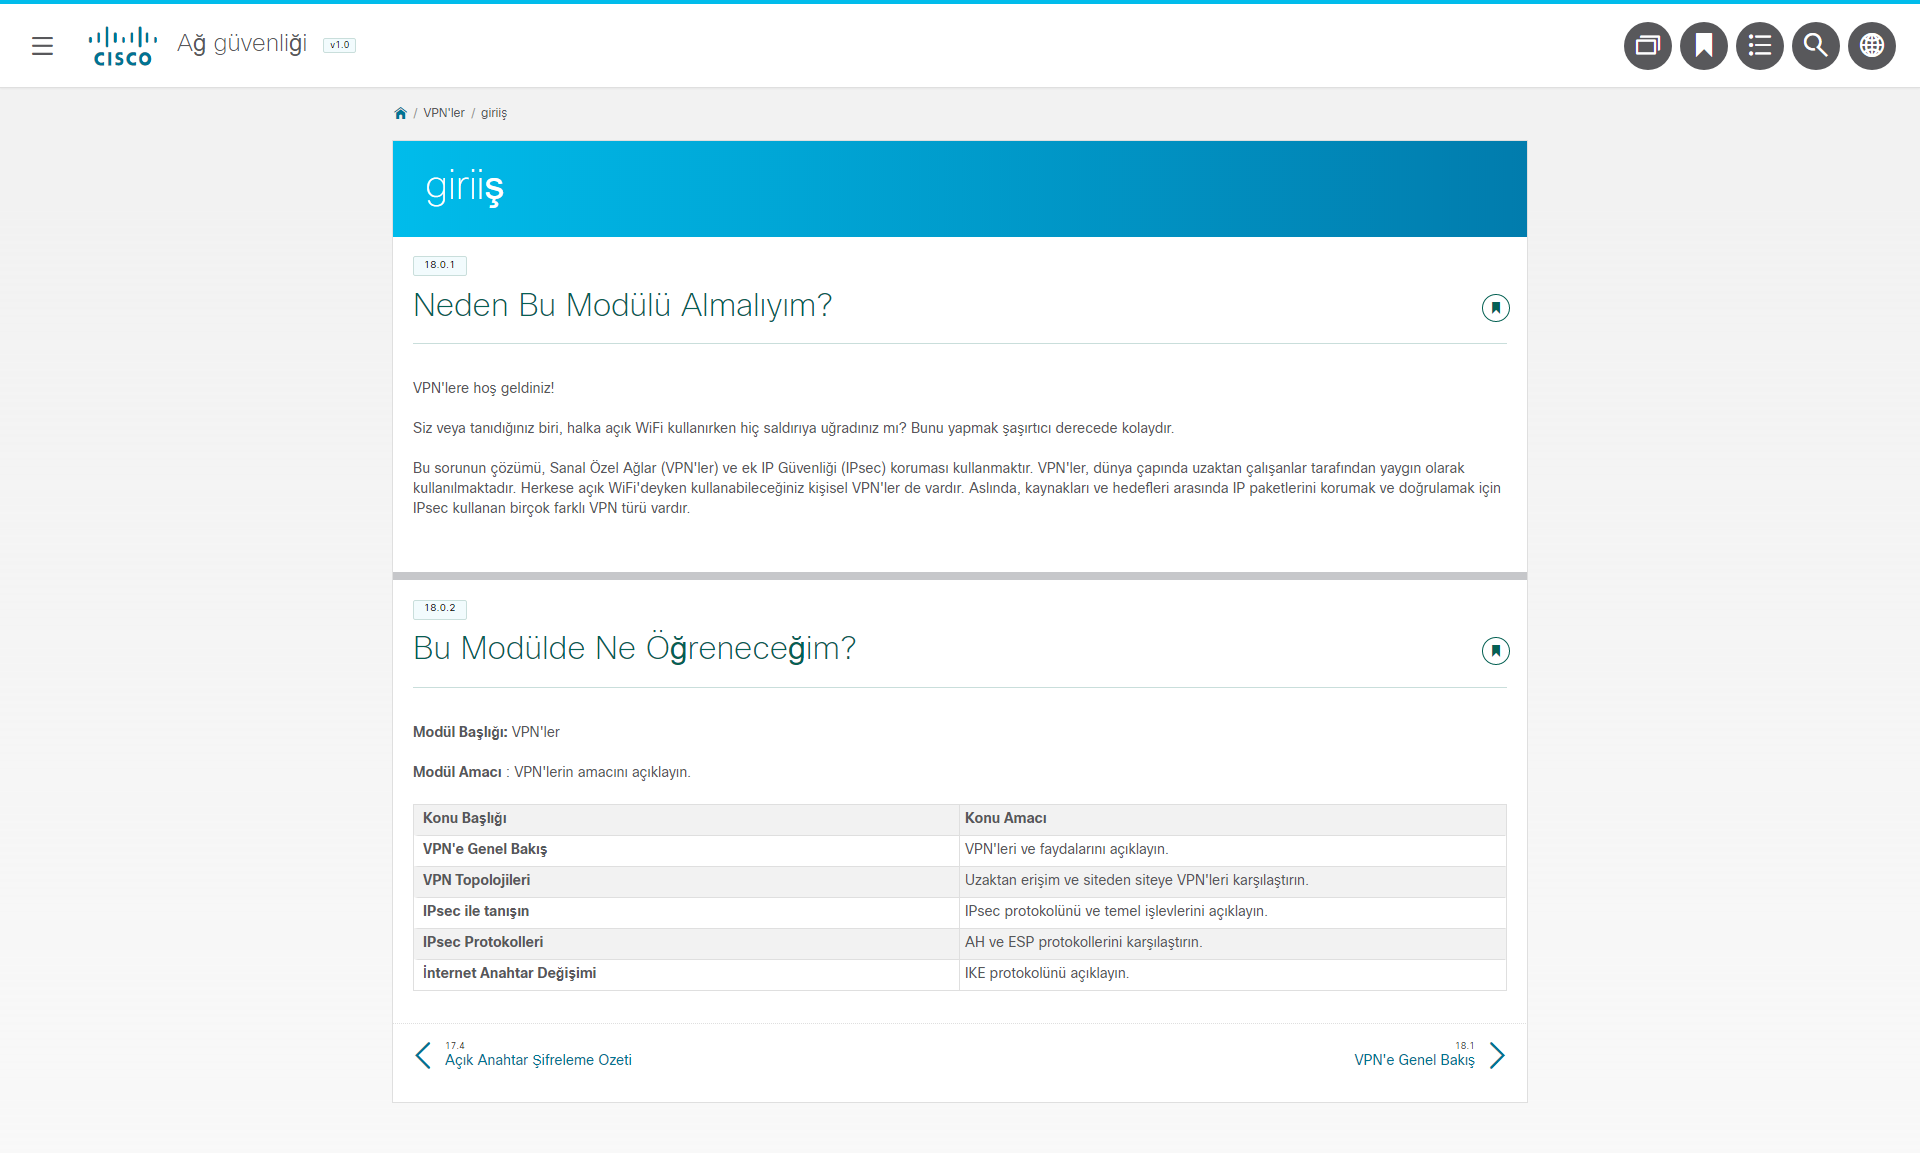 CISCO
Ağ güvenliği v1.0
/ VPN'ler / giriiş
giriiş
18.0.1
Neden Bu Modülü Almalıyım?
VPN'lere hoş geldiniz!
Siz veya tanıdığınız biri, halka açık WiFi kullanırken hiç saldırıya uğradınız mı? Bunu yapmak şaşırtıcı derecede kolaydır.
Bu sorunun çözümü, Sanal Özel Ağlar (VPN'ler) ve ek IP Güvenliği (IPsec) koruması kullanmaktır. VPN'ler, dünya çapında uzaktan çalışanlar tarafından yaygın olarak
kullanılmaktadır. Herkese açık WiFi'deyken kullanabileceğiniz kişisel VPN'ler de vardır. Aslında, kaynakları ve hedefleri arasında IP paketlerini korumak ve doğrulamak için
IPsec kullanan birçok farklı VPN türü vardır.
18.0.2
Bu Modülde Ne Öğreneceğim?
Modül Başlığı: VPN'ler
Modül Amacı : VPN'lerin amacını açıklayın.
Konu Başlığı Konu Amacı
VPN'e Genel Bakış VPN'leri ve faydalarını açıklayın.
VPN Topolojileri Uzaktan erişim ve siteden siteye VPN'leri karşılaştırın.
IPsec ile tanışın IPsec protokolünü ve temel işlevlerini açıklayın.
IPsec Protokolleri AH ve ESP protokollerini karşılaştırın.
İnternet Anahtar Değişimi IKE protokolünü açıklayın.
17.4 18.1
Açık Anahtar Şifreleme Ozeti VPN'e Genel Bakış